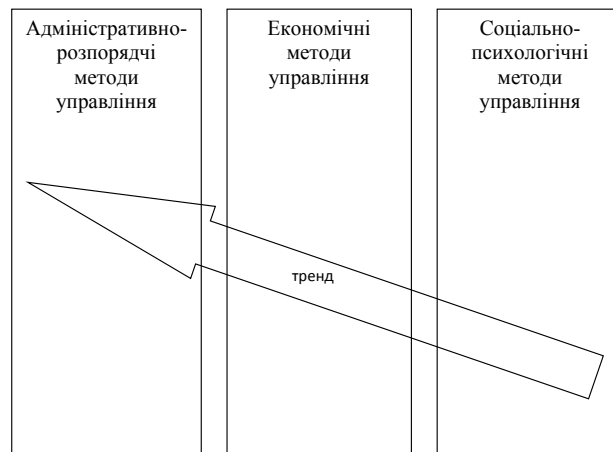 Адміністративно-
розпорядчі
методи
управління
Економічні
методи
управління
Соціально-
психологічні
методи
управління
тренд